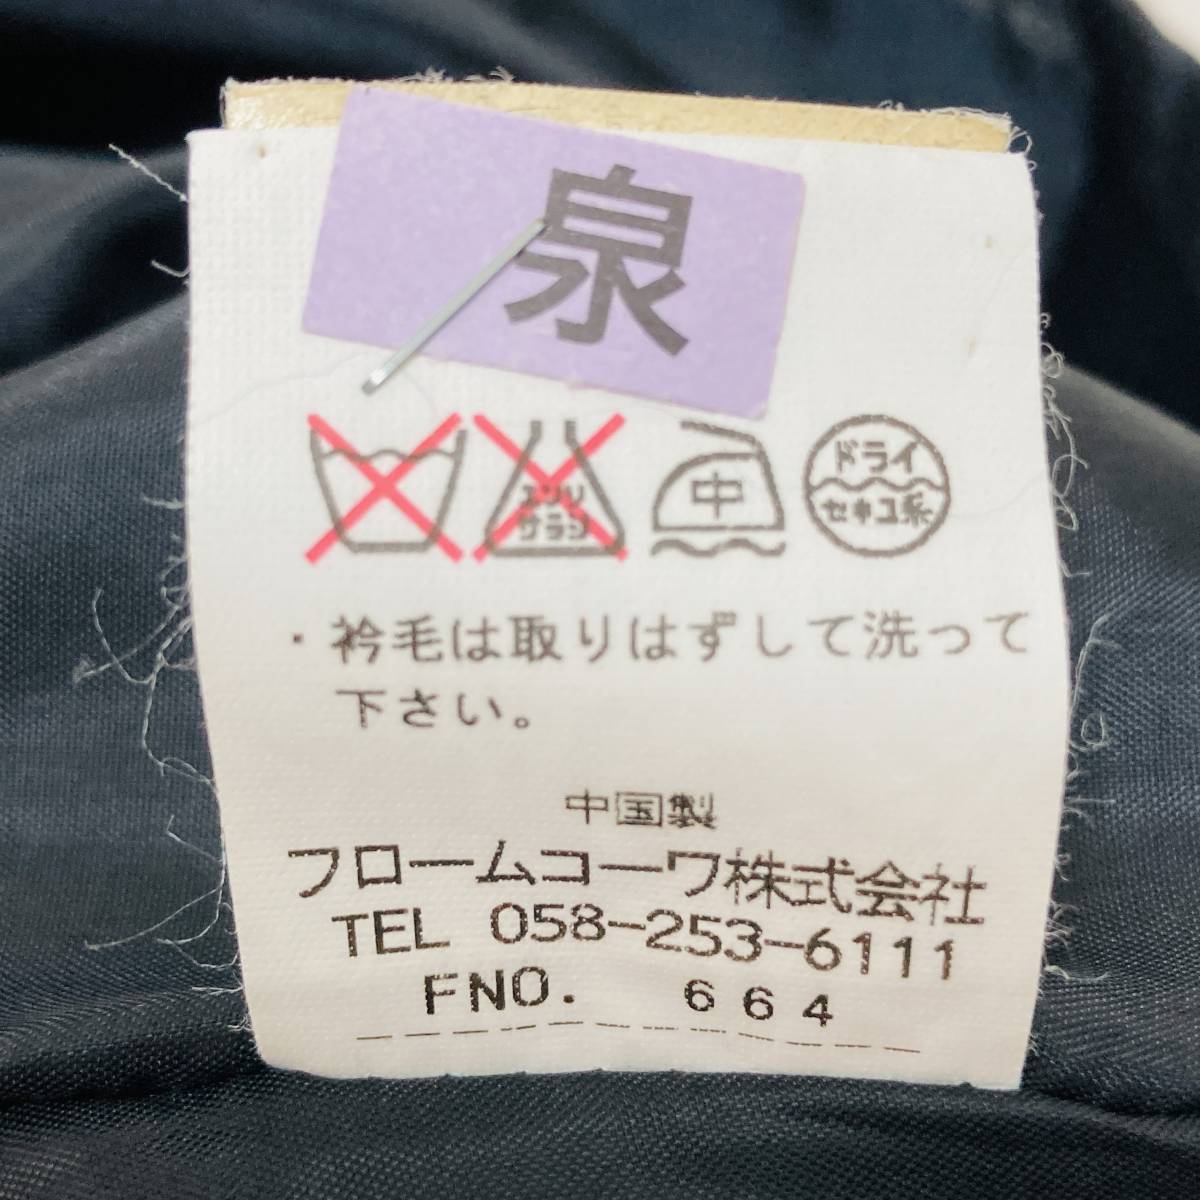 泉
エンソ
サラシ
中
ドライ
セキユ系
・衿毛は取りはずして洗って
下さい。
中国製
フロームコーワ株式会社
TEL 058-253-6111
FNO. 664